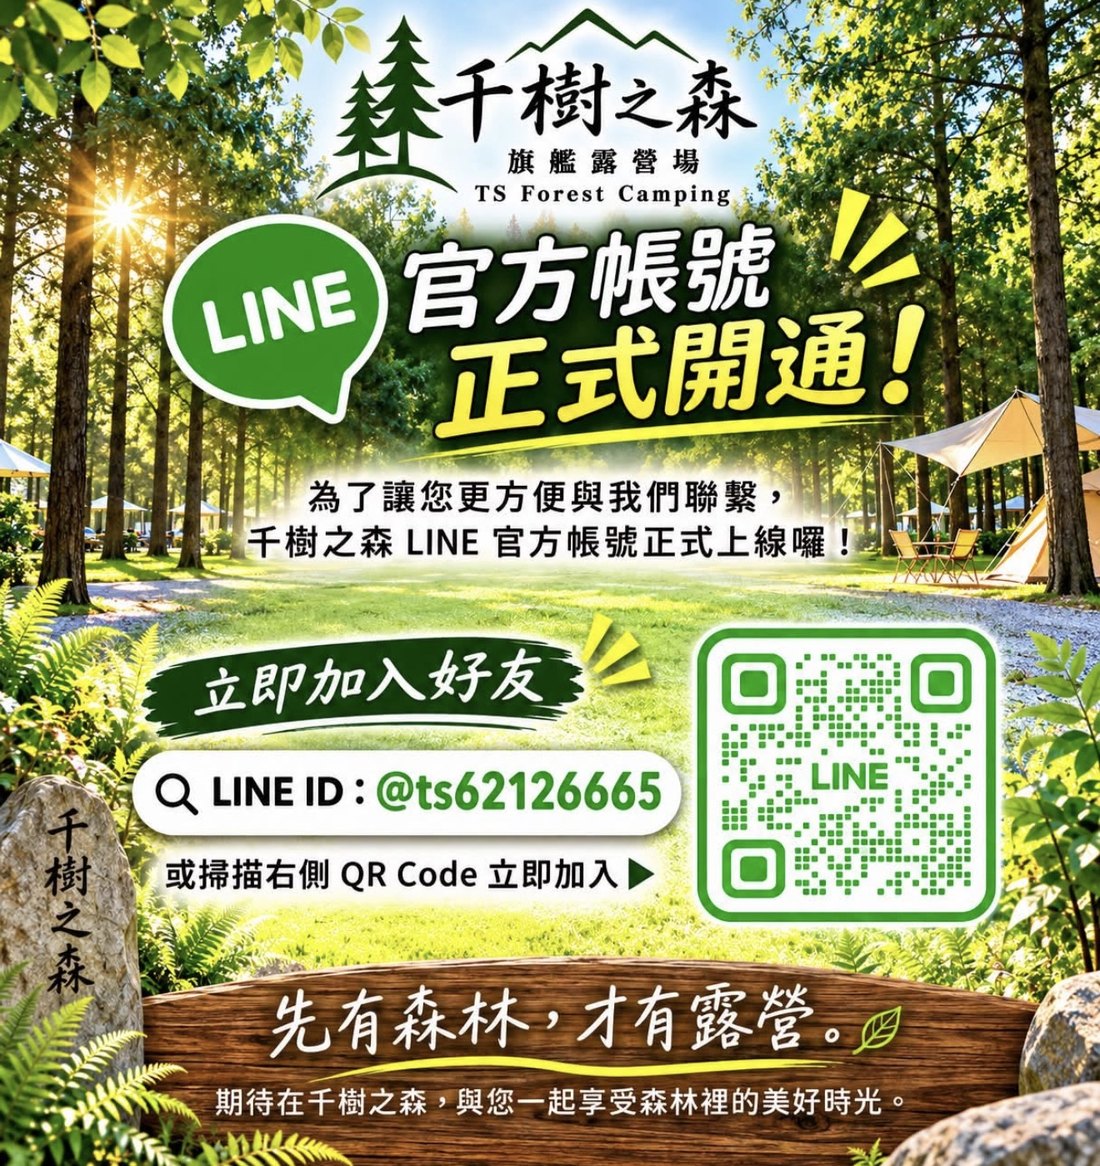 千樹之森
旗艦露營場
TS Forest Camping
LINE
官方帳號
正式開通!
為了讓您更方便與我們聯繫，
千樹之森 LINE 官方帳號正式上線囉！
立即加入好友
LINE ID：@ts62126665
或掃描右側 QR Code 立即加入▶
LINE
千樹之森
先有森林，才有露營。
期待在千樹之森，與您一起享受森林裡的美好時光。